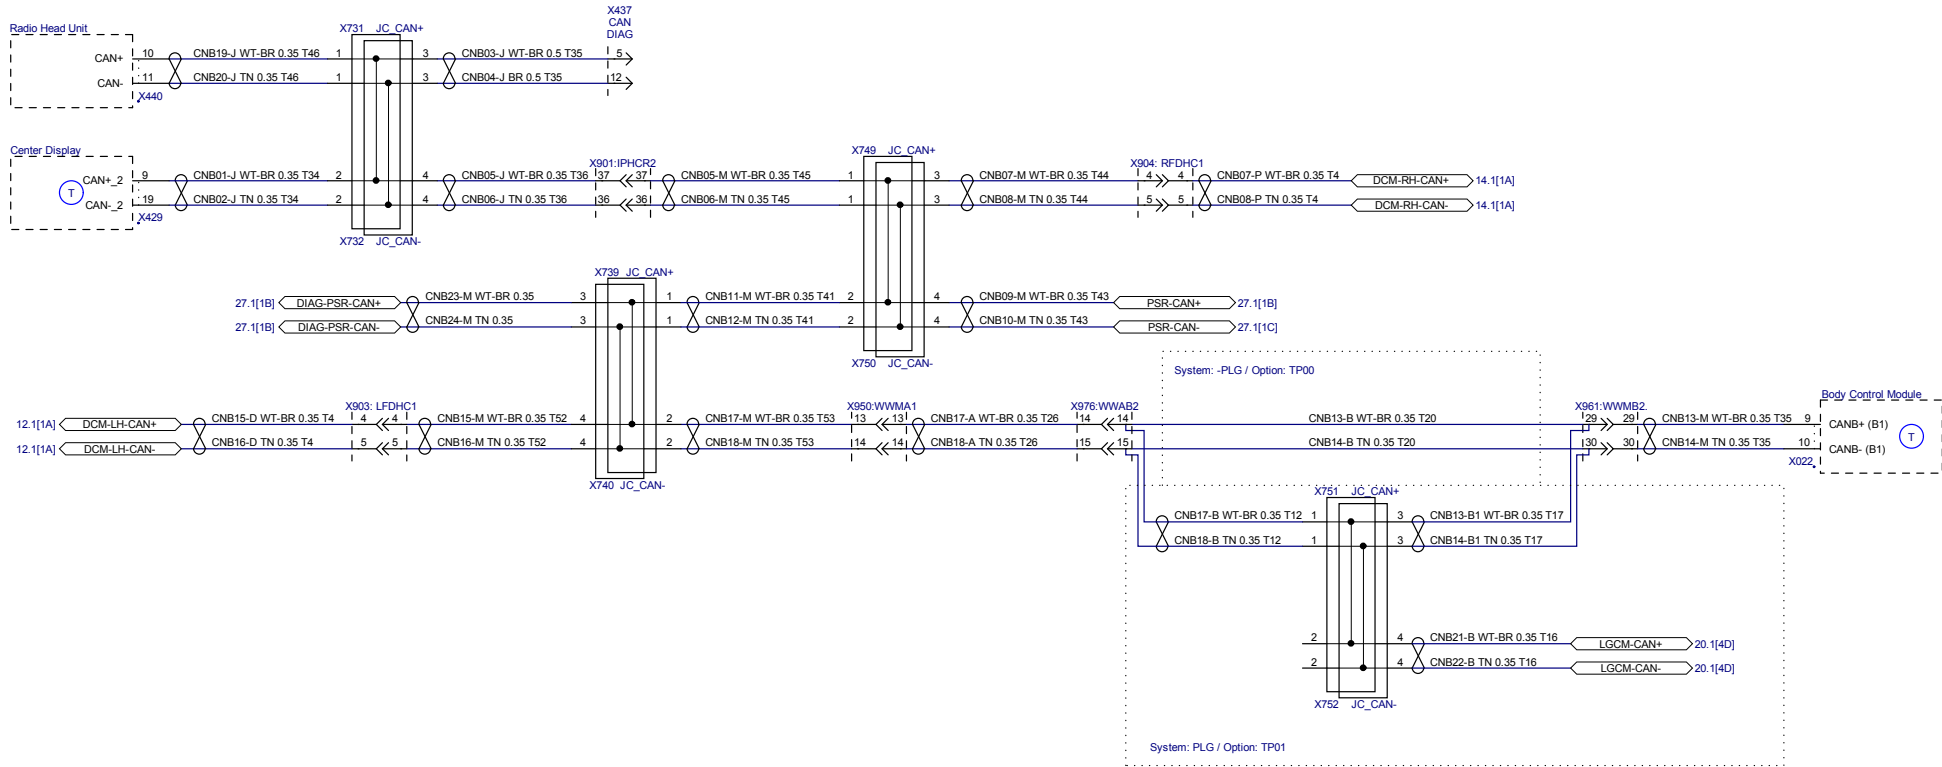 Radio Head Unit
X731 JC_CAN+
X437
CAN
DIAG
CAN+ 10 CNB19-J WT-BR 0.35 T46 1 3 CNB03-J WT-BR 0.5 T35 5
CAN- 11 CNB20-J TN 0.35 T46 1 3 CNB04-J BR 0.5 T35 12
X440
Center Display
X749 JC_CAN+
X901:IPHCR2
X904: RFDHC1
T
CAN+_2 9 CNB01-J WT-BR 0.35 T34 2 4 CNB05-J WT-BR 0.35 T36 37 37 CNB05-M WT-BR 0.35 T45 1 3 CNB07-M WT-BR 0.35 T44 4 4 CNB07-P WT-BR 0.35 T4 DCM-RH-CAN+ 14.1[1A]
CAN-_2 19 CNB02-J TN 0.35 T34 2 4 CNB06-J TN 0.35 T36 36 36 CNB06-M TN 0.35 T45 1 3 CNB08-M TN 0.35 T44 5 5 CNB08-P TN 0.35 T4 DCM-RH-CAN- 14.1[1A]
X429
X732 JC_CAN-
X739 JC_CAN+
27.1[1B] DIAG-PSR-CAN+ CNB23-M WT-BR 0.35 3 1 CNB11-M WT-BR 0.35 T41 2 4 CNB09-M WT-BR 0.35 T43 PSR-CAN+ 27.1[1B]
27.1[1B] DIAG-PSR-CAN- CNB24-M TN 0.35 3 1 CNB12-M TN 0.35 T41 2 4 CNB10-M TN 0.35 T43 PSR-CAN- 27.1[1C]
X750 JC_CAN-
System: -PLG / Option: TP00
Body Control Module
X903: LFDHC1
X950:WWMA1
X976:WWAB2
X961:WWMB2.
12.1[1A] DCM-LH-CAN+ CNB15-D WT-BR 0.35 T4 4 4 CNB15-M WT-BR 0.35 T52 4 2 CNB17-M WT-BR 0.35 T53 13 13 CNB17-A WT-BR 0.35 T26 14 14 CNB13-B WT-BR 0.35 T20 29 29 CNB13-M WT-BR 0.35 T35 9 CANB+ (B1)
12.1[1A] DCM-LH-CAN- CNB16-D TN 0.35 T4 5 5 CNB16-M TN 0.35 T52 4 2 CNB18-M TN 0.35 T53 14 14 CNB18-A TN 0.35 T26 15 15 CNB14-B TN 0.35 T20 30 30 CNB14-M TN 0.35 T35 10 CANB- (B1)
T
X022
X740 JC_CAN-
X751 JC_CAN+
CNB17-B WT-BR 0.35 T12 1 3 CNB13-B1 WT-BR 0.35 T17
CNB18-B TN 0.35 T12 1 3 CNB14-B1 TN 0.35 T17
2 4 CNB21-B WT-BR 0.35 T16 LGCM-CAN+ 20.1[4D]
2 4 CNB22-B TN 0.35 T16 LGCM-CAN- 20.1[4D]
X752 JC_CAN-
System: PLG / Option: TP01